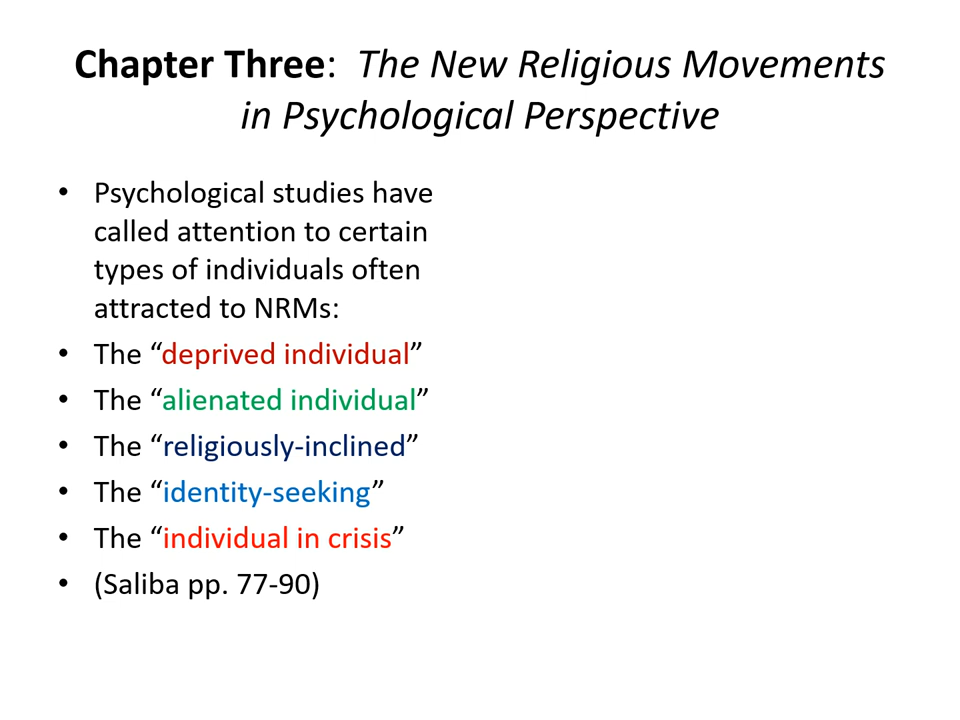 Chapter Three: The New Religious Movements
in Psychological Perspective
• Psychological studies have
called attention to certain
types of individuals often
attracted to NRMs:
• The “deprived individual”
• The “alienated individual”
• The “religiously-inclined”
• The “identity-seeking”
• The “individual in crisis”
• (Saliba pp. 77-90)